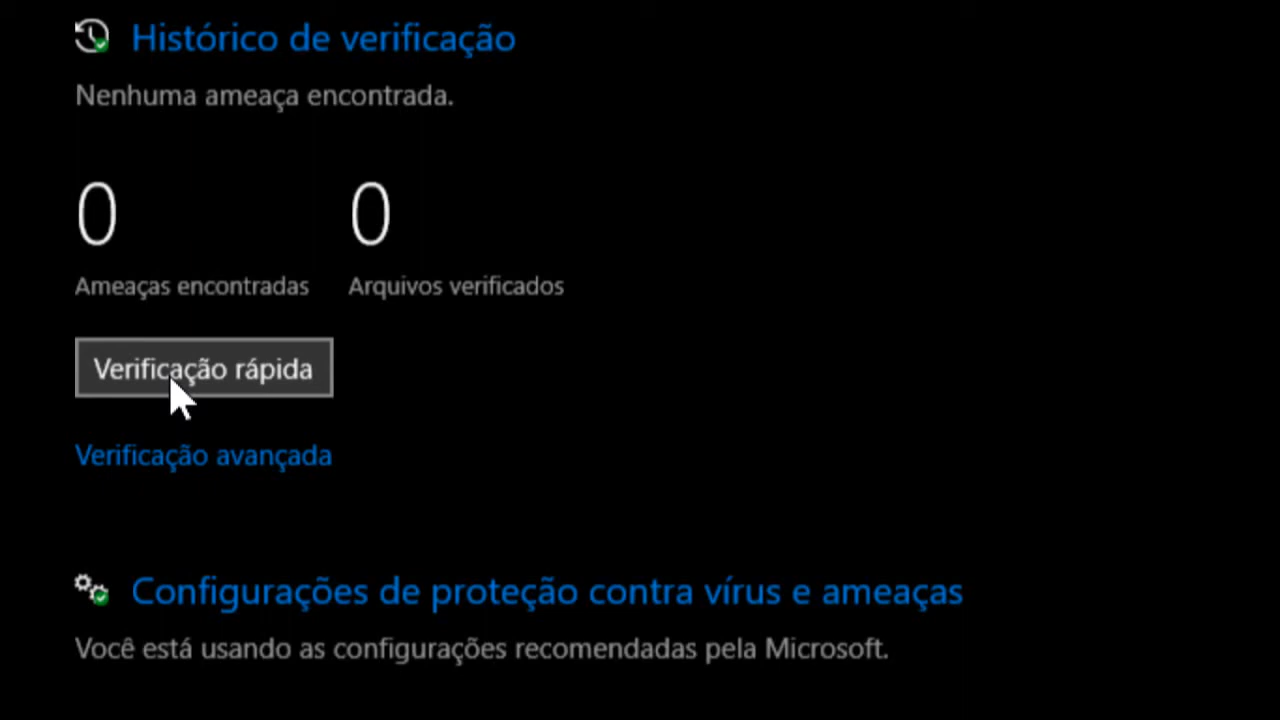 Histórico de verificação
Nenhuma ameaça encontrada.
0 0
Ameaças encontradas Arquivos verificados
Verificação rápida
Verificação avançada
Configurações de proteção contra vírus e ameaças
Você está usando as configurações recomendadas pela Microsoft.